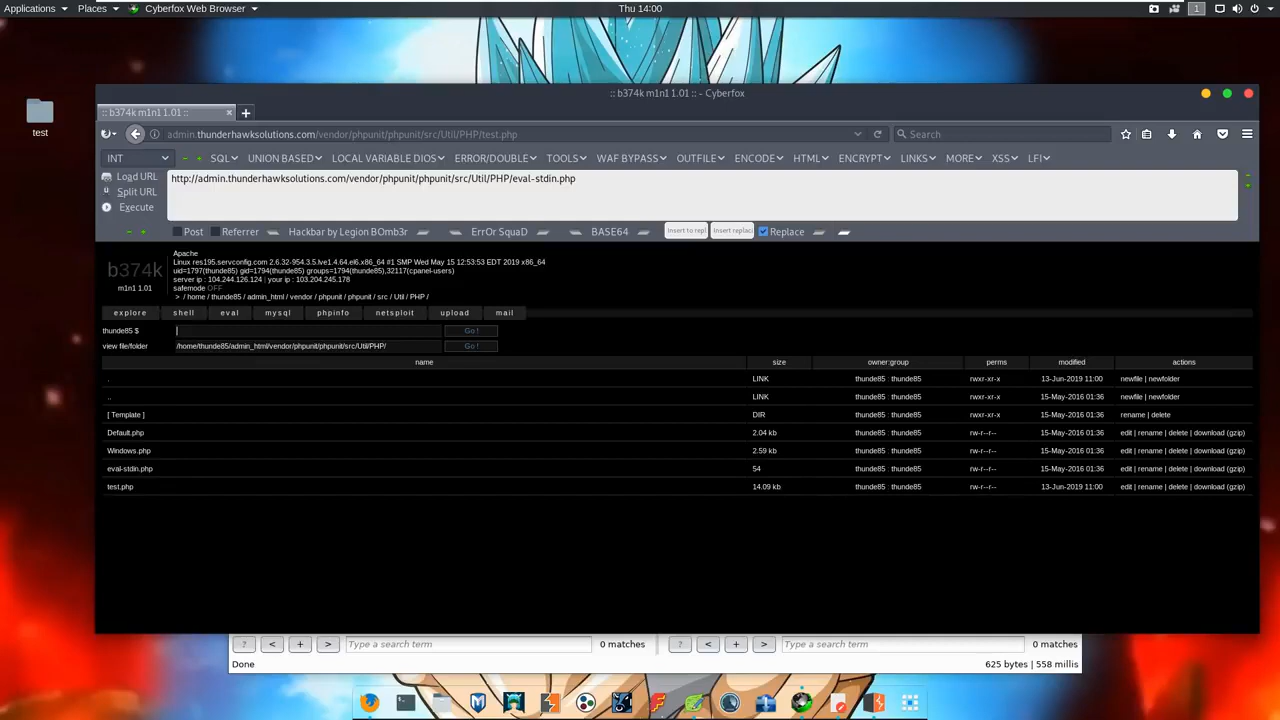 Applications Places Cyberfox Web Browser Thu 14:00 1
test
:: b374k m1n1 1.01 :: - Cyberfox
:: b374k m1n1 1.01 ::
admin.thunderhawksolutions.com/vendor/phpunit/phpunit/src/Util/PHP/test.php Search
INT SQL UNION BASED LOCAL VARIABLE DIOS ERROR/DOUBLE TOOLS WAF BYPASS OUTFILE ENCODE HTML ENCRYPT LINKS MORE XSS LFI
Load URL http://admin.thunderhawksolutions.com/vendor/phpunit/phpunit/src/Util/PHP/eval-stdin.php
Split URL
Execute
Post Referrer Hackbar by Legion BOmb3r ErrOr SquaD BASE64 Insert to repl Insert replaci Replace
Apache
Linux res195.servconfig.com 2.6.32-954.3.5.lve1.4.64.el6.x86_64 #1 SMP Wed May 15 12:53:53 EDT 2019 x86_64
b374k
uid=1797(thunde85) gid=1794(thunde85) groups=1794(thunde85),32117(cpanel-users)
server ip : 104.244.126.124 | your ip : 103.204.245.178
m1n1 1.01 safemode OFF
> / home / thunde85 / admin_html / vendor / phpunit / phpunit / src / Util / PHP /
explore shell eval mysql phpinfo netsploit upload mail
thunde85 $ Go !
view file/folder /home/thunde85/admin_html/vendor/phpunit/phpunit/src/Util/PHP/ Go !
name size owner:group perms modified actions
. LINK thunde85 : thunde85 rwxr-xr-x 13-Jun-2019 11:00 newfile | newfolder
.. LINK thunde85 : thunde85 rwxr-xr-x 15-May-2016 01:36 newfile | newfolder
[ Template ] DIR thunde85 : thunde85 rwxr-xr-x 15-May-2016 01:36 rename | delete
Default.php 2.04 kb thunde85 : thunde85 rw-r--r-- 15-May-2016 01:36 edit | rename | delete | download (gzip)
Windows.php 2.59 kb thunde85 : thunde85 rw-r--r-- 15-May-2016 01:36 edit | rename | delete | download (gzip)
eval-stdin.php 54 thunde85 : thunde85 rw-r--r-- 15-May-2016 01:36 edit | rename | delete | download (gzip)
test.php 14.09 kb thunde85 : thunde85 rw-r--r-- 13-Jun-2019 11:00 edit | rename | delete | download (gzip)
? < + > Type a search term 0 matches ? < + > Type a search term 0 matches
Done 625 bytes | 558 millis